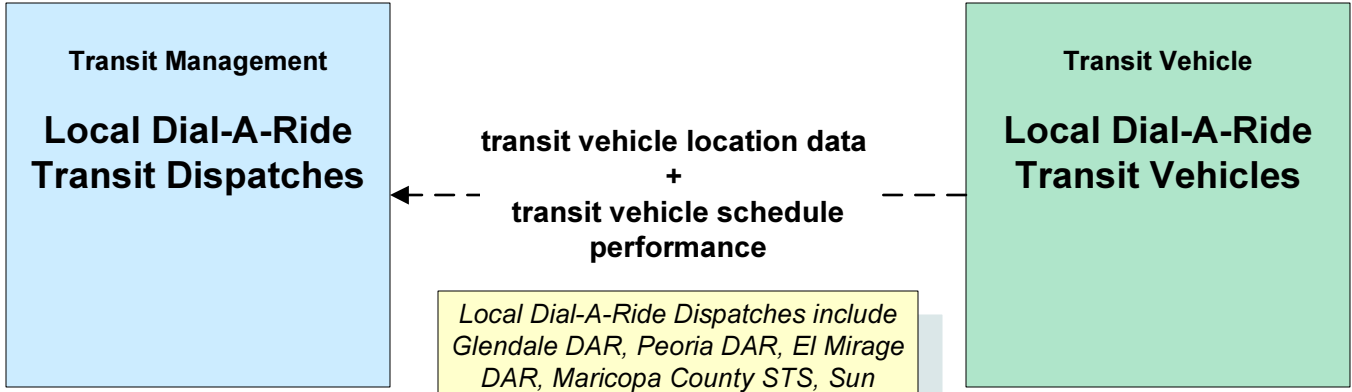 Transit Management
Local Dial-A-Ride
Transit Dispatches
transit vehicle location data
+
transit vehicle schedule
performance
Transit Vehicle
Local Dial-A-Ride
Transit Vehicles
Local Dial-A-Ride Dispatches include
Glendale DAR, Peoria DAR, El Mirage
DAR, Maricopa County STS, Sun